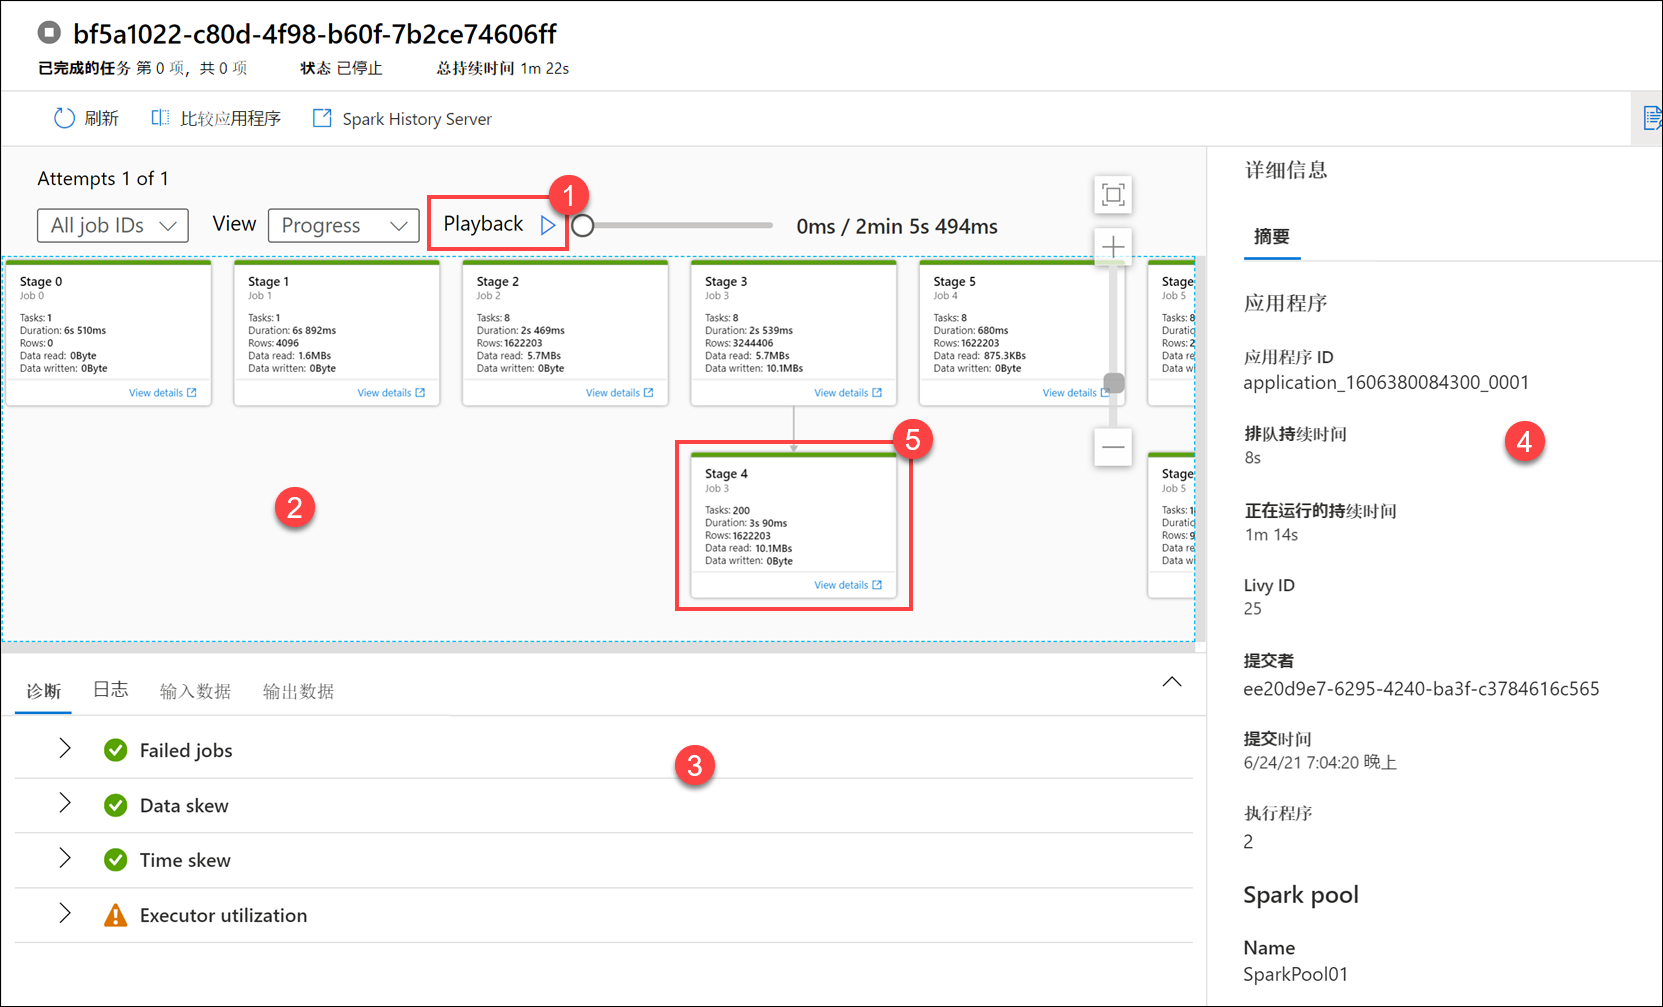 bf5a1022-c80d-4f98-b60f-7b2ce74606ff
已完成的任务 第 0 项，共 0 项 状态 已停止 总持续时间 1m 22s
刷新 比较应用程序 Spark History Server
Attempts 1 of 1
All job IDs View Progress Playback 1 0ms / 2min 5s 494ms
Stage 0
Job 0
Tasks: 1
Duration: 6s 510ms
Rows: 0
Data read: 0Byte
Data written: 0Byte
View details
Stage 1
Job 1
Tasks: 1
Duration: 6s 892ms
Rows: 4096
Data read: 1.6MBs
Data written: 0Byte
View details
Stage 2
Job 2
Tasks: 8
Duration: 2s 469ms
Rows: 1622203
Data read: 5.7MBs
Data written: 0Byte
View details
Stage 3
Job 3
Tasks: 8
Duration: 2s 539ms
Rows: 3244406
Data read: 5.7MBs
Data written: 10.1MBs
View details
Stage 5
Job 4
Tasks: 8
Duration: 680ms
Rows: 1622203
Data read: 875.3KBs
Data written: 0Byte
View details
Stage
Job 5
Tasks: 8
Rows: 2
2
5
Stage 4
Job 3
Tasks: 200
Duration: 3s 90ms
Rows: 1622203
Data read: 10.1MBs
Data written: 0Byte
View details
Stage
Job 5
Tasks: 1
Rows: 9
诊断 日志 输入数据 输出数据
Failed jobs
3
Data skew
Time skew
Executor utilization
详细信息
摘要
应用程序
应用程序 ID
application_1606380084300_0001
排队持续时间
8s
4
正在运行的持续时间
1m 14s
Livy ID
25
提交者
ee20d9e7-6295-4240-ba3f-c3784616c565
提交时间
6/24/21 7:04:20 晚上
执行程序
2
Spark pool
Name
SparkPool01